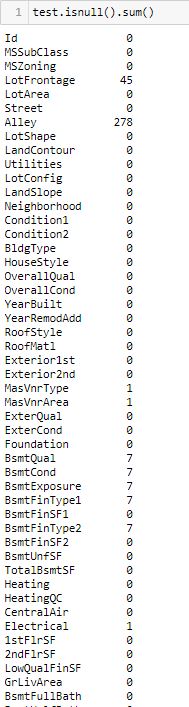 1 test.isnull().sum()
Id 0
MSSubClass 0
MSZoning 0
LotFrontage 45
LotArea 0
Street 0
Alley 278
LotShape 0
LandContour 0
Utilities 0
LotConfig 0
LandSlope 0
Neighborhood 0
Condition1 0
Condition2 0
BldgType 0
HouseStyle 0
OverallQual 0
OverallCond 0
YearBuilt 0
YearRemodAdd 0
RoofStyle 0
RoofMatl 0
Exterior1st 0
Exterior2nd 0
MasVnrType 1
MasVnrArea 1
ExterQual 0
ExterCond 0
Foundation 0
BsmtQual 7
BsmtCond 7
BsmtExposure 7
BsmtFinType1 7
BsmtFinSF1 0
BsmtFinType2 7
BsmtFinSF2 0
BsmtUnfSF 0
TotalBsmtSF 0
Heating 0
HeatingQC 0
CentralAir 0
Electrical 1
1stFlrSF 0
2ndFlrSF 0
LowQualFinSF 0
GrLivArea 0
BsmtFullBath 0